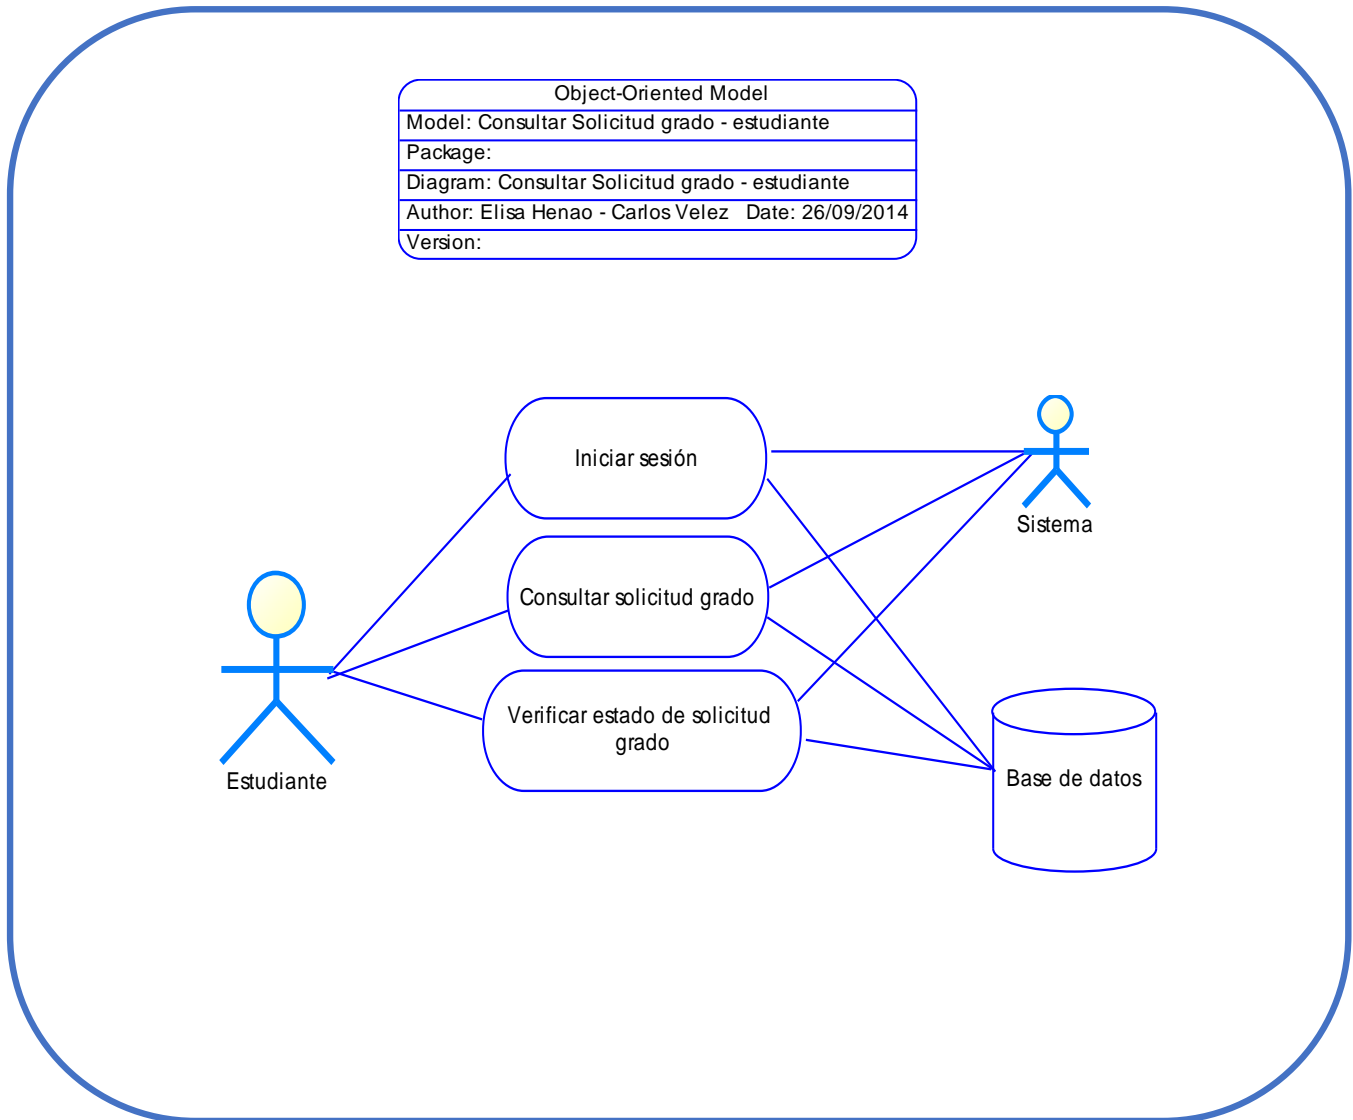 Object-Oriented Model
Model: Consultar Solicitud grado - estudiante
Package:
Diagram: Consultar Solicitud grado - estudiante
Author: Elisa Henao - Carlos Velez Date: 26/09/2014
Version:
Iniciar sesión
Sistema
Consultar solicitud grado
Verificar estado de solicitud
grado
Estudiante
Base de datos